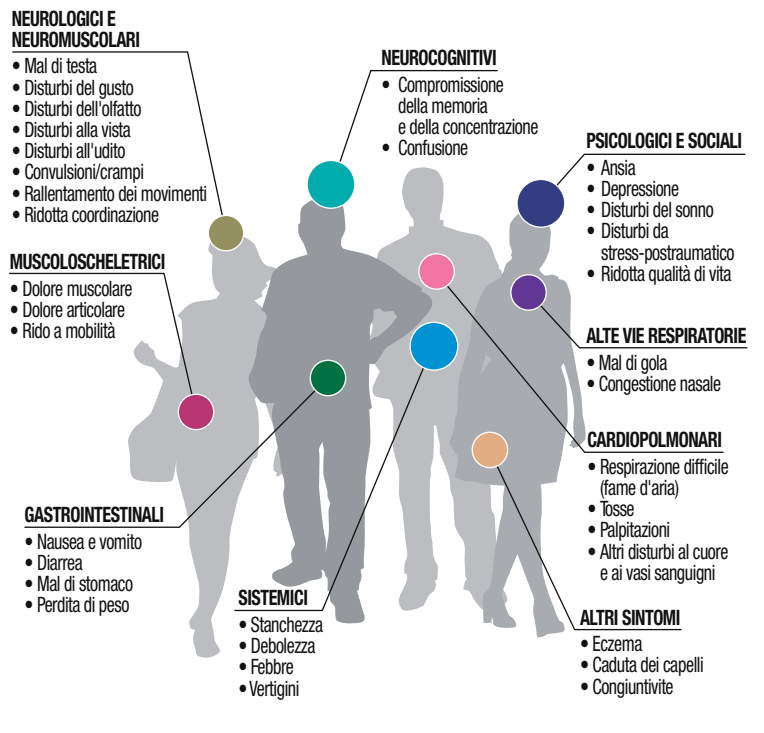 NEUROLOGICI E
NEUROMUSCOLARI
• Mal di testa
• Disturbi del gusto
• Disturbi dell'olfatto
• Disturbi alla vista
• Disturbi all'udito
• Convulsioni/crampi
• Rallentamento dei movimenti
• Ridotta coordinazione
NEUROCOGNITIVI
• Compromissione
della memoria
e della concentrazione
• Confusione
PSICOLOGICI E SOCIALI
• Ansia
• Depressione
• Disturbi del sonno
• Disturbi da
stress-postraumatico
• Ridotta qualità di vita
MUSCOLOSCHELETRICI
• Dolore muscolare
• Dolore articolare
• Rido a mobilità
ALTE VIE RESPIRATORIE
• Mal di gola
• Congestione nasale
CARDIOPOLMONARI
• Respirazione difficile
(fame d'aria)
• Tosse
• Palpitazioni
• Altri disturbi al cuore
e ai vasi sanguigni
GASTROINTESTINALI
• Nausea e vomito
• Diarrea
• Mal di stomaco
• Perdita di peso
SISTEMICI
• Stanchezza
• Debolezza
• Febbre
• Vertigini
ALTRI SINTOMI
• Eczema
• Caduta dei capelli
• Congiuntivite